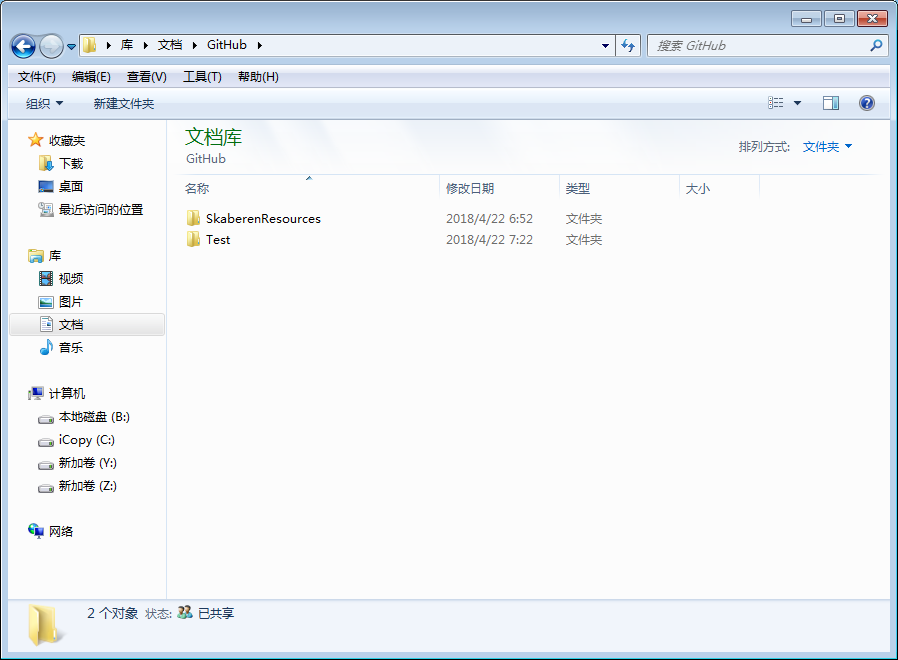 库 文档 GitHub 搜索 GitHub
文件(F) 编辑(E) 查看(V) 工具(T) 帮助(H)
组织 新建文件夹
收藏夹
下载
桌面
最近访问的位置
库
视频
图片
文档
音乐
计算机
本地磁盘 (B:)
iCopy (C:)
新加卷 (Y:)
新加卷 (Z:)
网络
文档库
GitHub
排列方式: 文件夹
名称 修改日期 类型 大小
SkaberenResources 2018/4/22 6:52 文件夹
Test 2018/4/22 7:22 文件夹
2 个对象 状态: 已共享